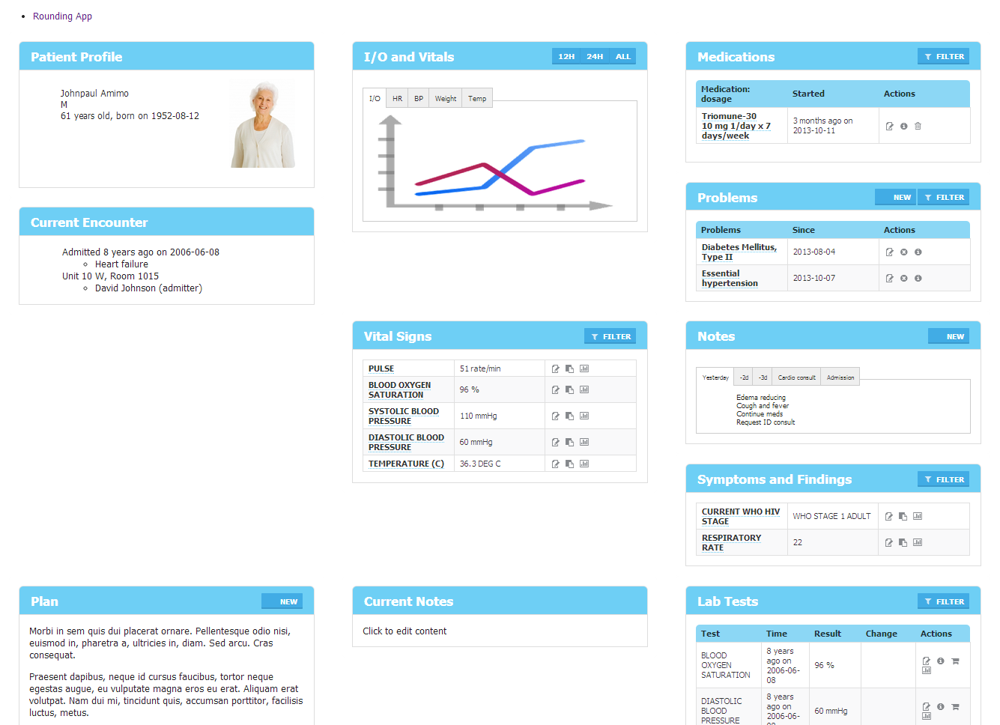 Rounding App
Patient Profile
Johnpaul Amimo
M
61 years old, born on 1952-08-12
Current Encounter
Admitted 8 years ago on 2006-06-08
Heart failure
Unit 10 W, Room 1015
David Johnson (admitter)
I/O and Vitals
12H 24H ALL
I/O HR BP Weight Temp
Medications
FILTER
Medication: dosage Started Actions
Triomune-30
10 mg 1/day x 7
days/week
3 months ago on
2013-10-11
Problems
NEW FILTER
Problems Since Actions
Diabetes Mellitus,
Type II
2013-08-04
Essential
hypertension
2013-10-07
Vital Signs
FILTER
PULSE 51 rate/min
BLOOD OXYGEN
SATURATION
96 %
SYSTOLIC BLOOD
PRESSURE
110 mmHg
DIASTOLIC BLOOD
PRESSURE
60 mmHg
TEMPERATURE (C) 36.3 DEG C
Notes
NEW
Yesterday -2d -3d Cardio consult Admission
Edema reducing
Cough and fever
Continue meds
Request ID consult
Symptoms and Findings
FILTER
CURRENT WHO HIV
STAGE
WHO STAGE 1 ADULT
RESPIRATORY
RATE
22
Plan
NEW
Morbi in sem quis dui placerat ornare. Pellentesque odio nisi,
euismod in, pharetra a, ultricies in, diam. Sed arcu. Cras
consequat.
Praesent dapibus, neque id cursus faucibus, tortor neque
egestas augue, eu vulputate magna eros eu erat. Aliquam erat
volutpat. Nam dui mi, tincidunt quis, accumsan porttitor, facilisis
luctus, metus.
Current Notes
Click to edit content
Lab Tests
FILTER
Test Time Result Change Actions
BLOOD
OXYGEN
SATURATION
8 years
ago on
2006-06-
08
96 %
DIASTOLIC
BLOOD
PRESSURE
8 years
ago on
2006-06-
60 mmHg